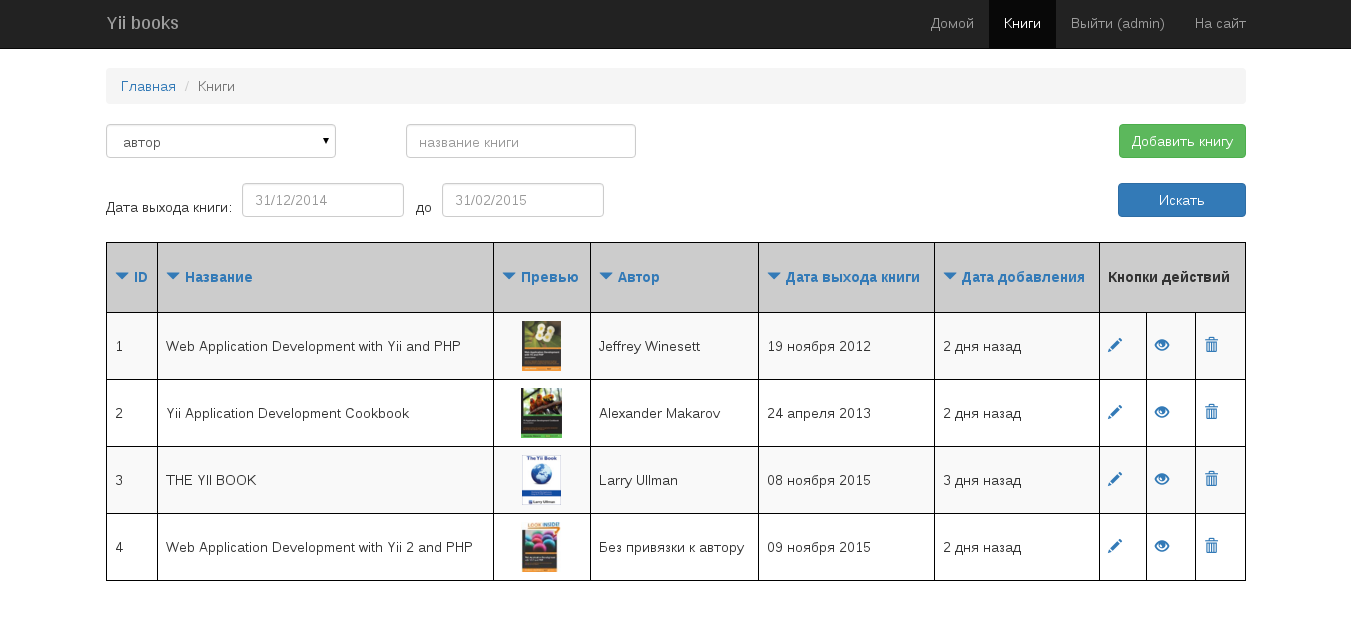 Yii books Домой Книги Выйти (admin) На сайт
Главная / Книги
автор название книги Добавить книгу
Дата выхода книги: 31/12/2014 до 31/02/2015 Искать
ID Название Превью Автор Дата выхода книги Дата добавления Кнопки действий
1 Web Application Development with Yii and PHP Jeffrey Winesett 19 ноября 2012 2 дня назад
2 Yii Application Development Cookbook Alexander Makarov 24 апреля 2013 2 дня назад
The Yii Book
3 THE YII BOOK Larry Ullman 08 ноября 2015 3 дня назад
Larry Ullman
4 Web Application Development with Yii 2 and PHP Без привязки к автору 09 ноября 2015 2 дня назад